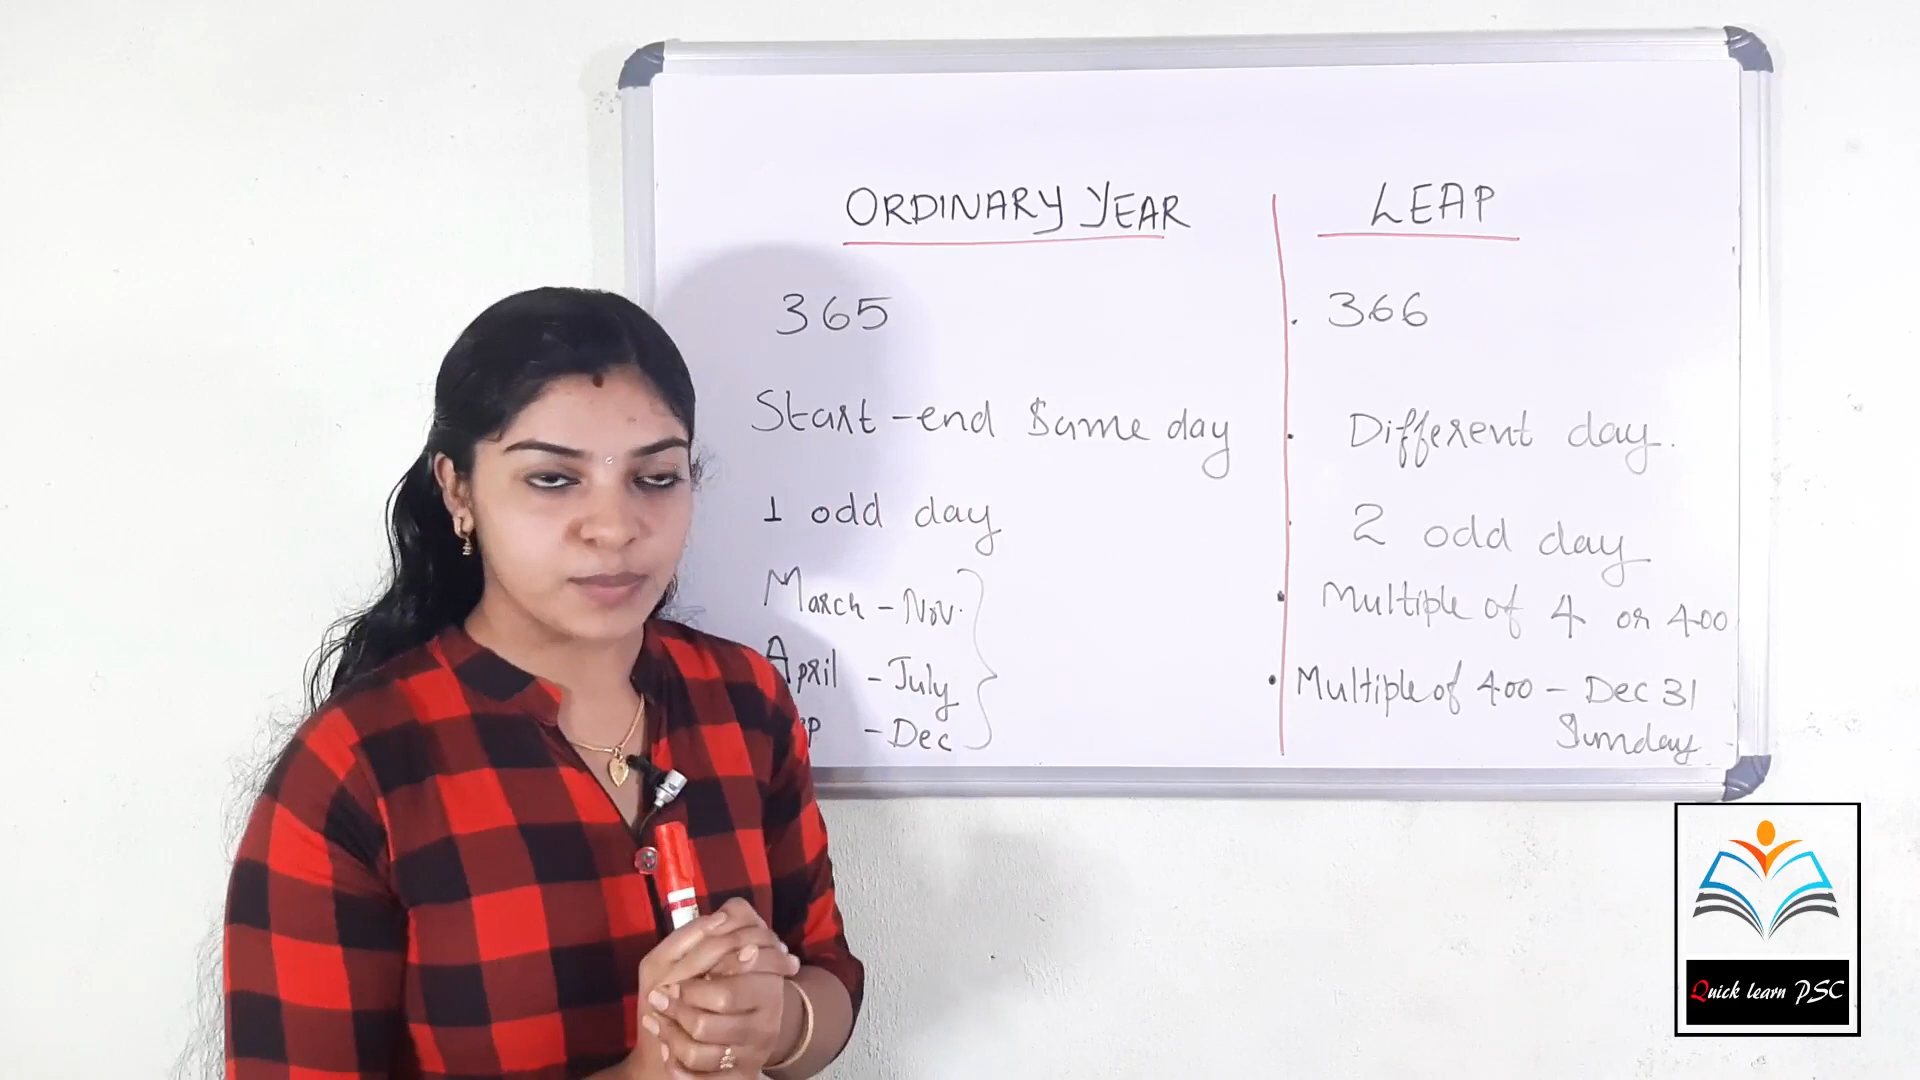 ORDINARY YEAR
365
Start - end same day
1 odd day
March - Nov.
April - July
- Dec
LEAP
. 366
. Different day.
. 2 odd day
• Multiple of 4 or 400
• Multiple of 400 - Dec 31
Sunday
Quick learn PSC